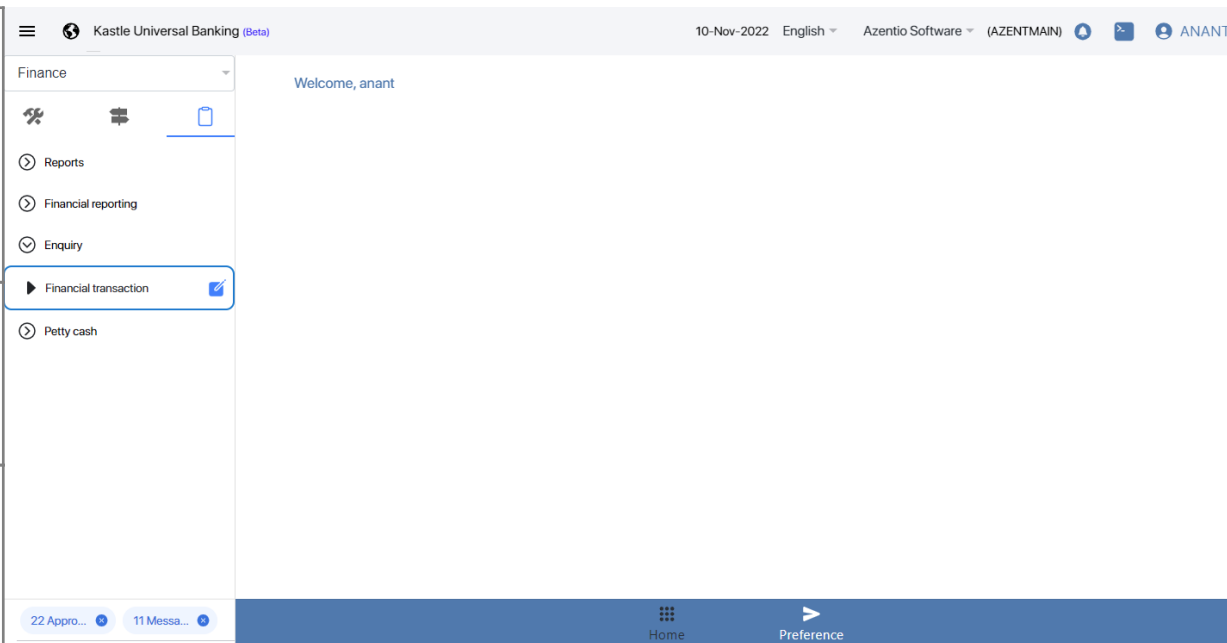 Kastle Universal Banking (Beta)
10-Nov-2022 English Azentio Software (AZENTMAIN) ANANT
Finance
Welcome, anant
Reports
Financial reporting
Enquiry
Financial transaction
Petty cash
22 Appro... 11 Messa...
Home Preference